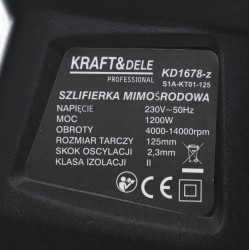 KRAFT&DELE
PROFESSIONAL
KD1678-z
S1A-KT01-125
SZLIFIERKA MIMOŚRODOWA
NAPIĘCIE 230V~50Hz
MOC 1200W
OBROTY 4000-14000rpm
ROZMIAR TARCZY 125mm
SKOK OSCYLACJI 2,3mm
KLASA IZOLACJI II
CE